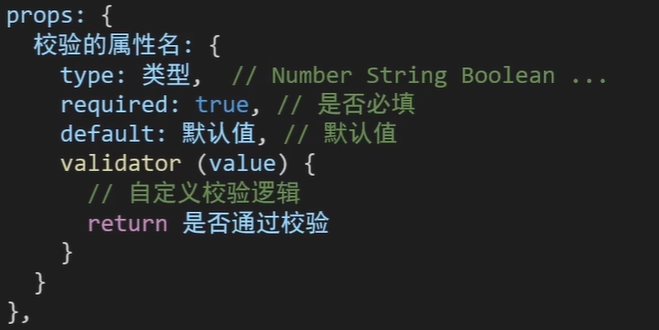 props: {
  校验的属性名: {
    type: 类型,  // Number String Boolean ...
    required: true, // 是否必填
    default: 默认值, // 默认值
    validator (value) {
      // 自定义校验逻辑
      return 是否通过校验
    }
  }
},